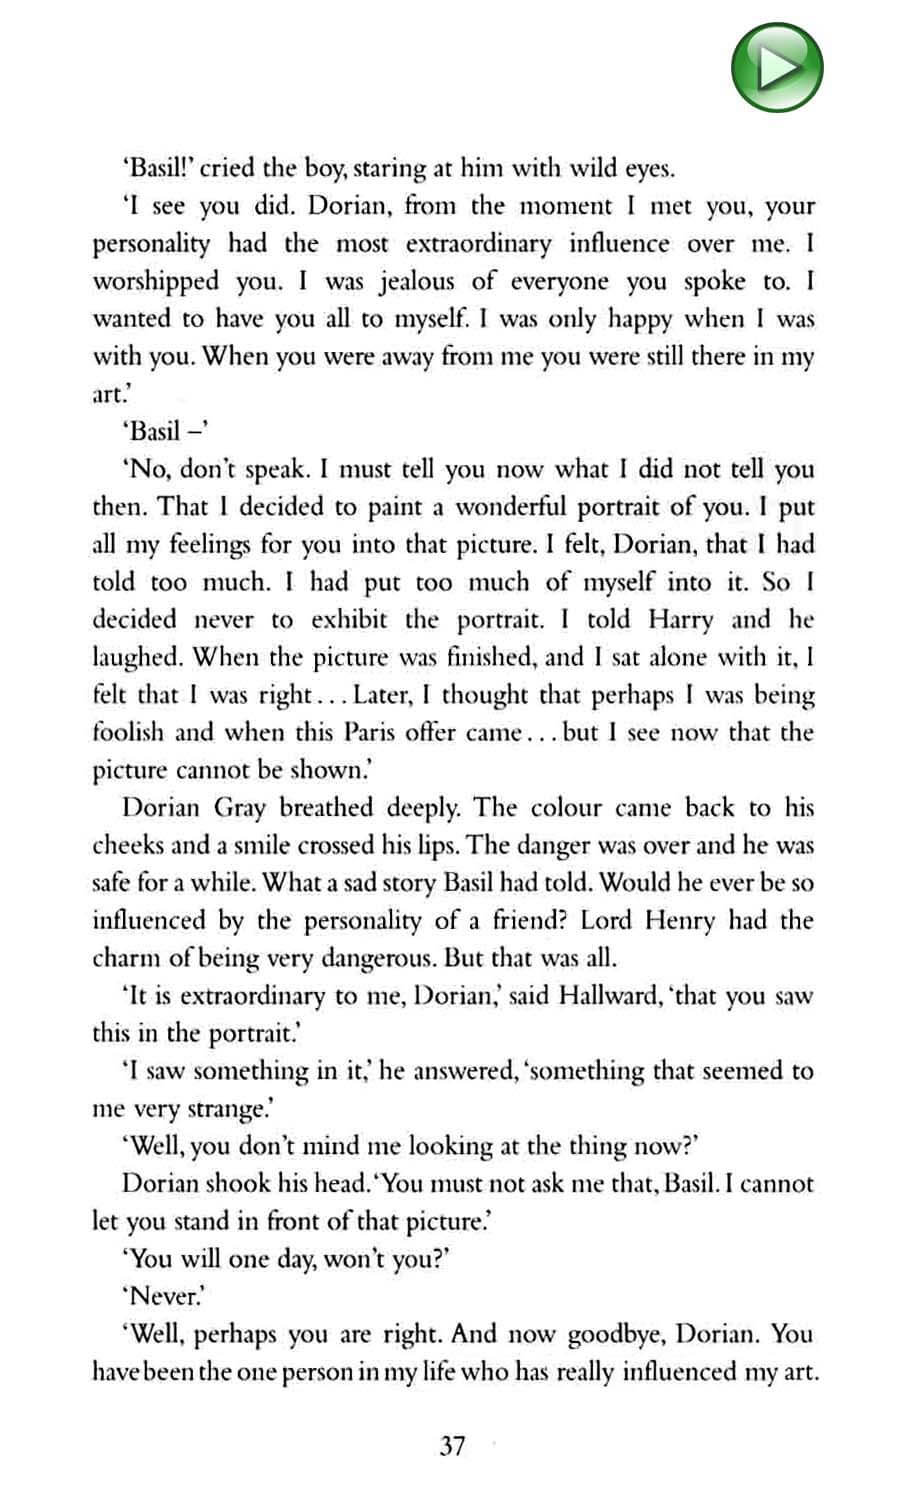 ‘Basil!’ cried the boy, staring at him with wild eyes.
‘I see you did. Dorian, from the moment I met you, your
personality had the most extraordinary influence over me. I
worshipped you. I was jealous of everyone you spoke to. I
wanted to have you all to myself. I was only happy when I was
with you. When you were away from me you were still there in my
art.’
‘Basil –’
‘No, don’t speak. I must tell you now what I did not tell you
then. That I decided to paint a wonderful portrait of you. I put
all my feelings for you into that picture. I felt, Dorian, that I had
told too much. I had put too much of myself into it. So I
decided never to exhibit the portrait. I told Harry and he
laughed. When the picture was finished, and I sat alone with it, I
felt that I was right . . . Later, I thought that perhaps I was being
foolish and when this Paris offer came . . . but I see now that the
picture cannot be shown.’
Dorian Gray breathed deeply. The colour came back to his
cheeks and a smile crossed his lips. The danger was over and he was
safe for a while. What a sad story Basil had told. Would he ever be so
influenced by the personality of a friend? Lord Henry had the
charm of being very dangerous. But that was all.
‘It is extraordinary to me, Dorian,’ said Hallward, ‘that you saw
this in the portrait.’
‘I saw something in it,’ he answered, ‘something that seemed to
me very strange.’
‘Well, you don’t mind me looking at the thing now?’
Dorian shook his head. ‘You must not ask me that, Basil. I cannot
let you stand in front of that picture.’
‘You will one day, won’t you?’
‘Never.’
‘Well, perhaps you are right. And now goodbye, Dorian. You
have been the one person in my life who has really influenced my art.
37